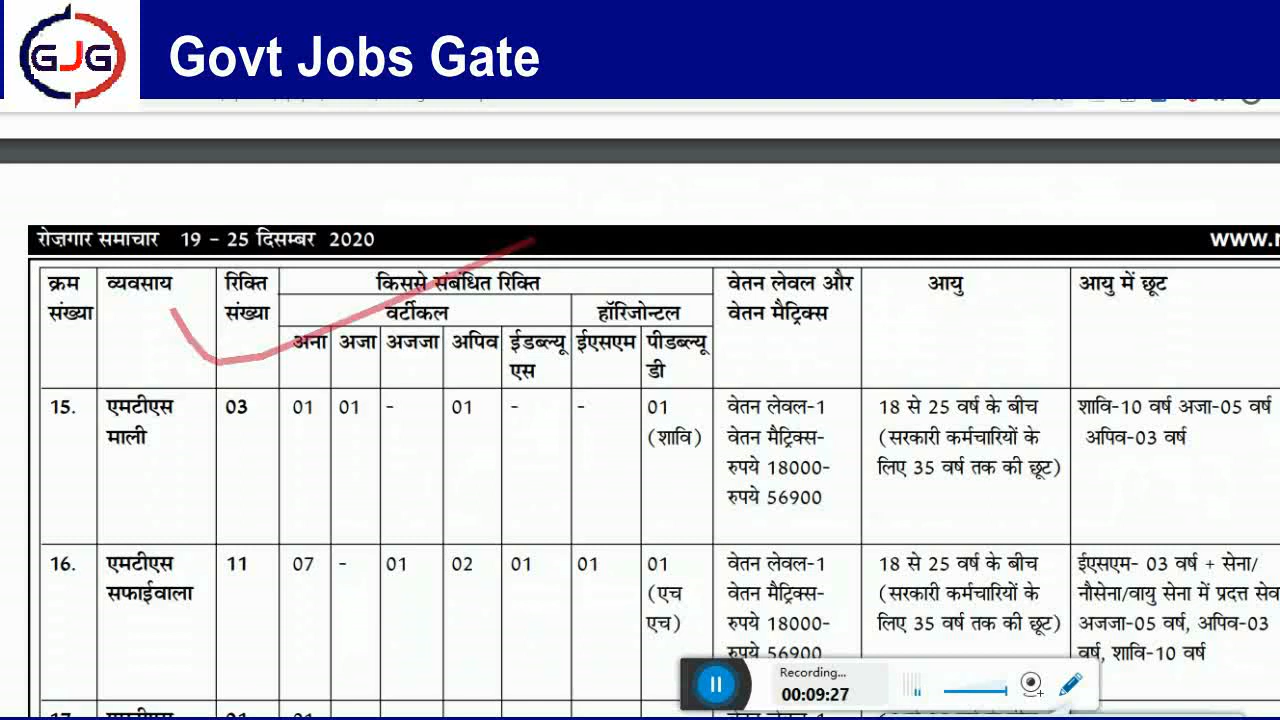 GJG
Govt Jobs Gate
रोज़गार समाचार 19 - 25 दिसम्बर 2020
www.
क्रम संख्या
व्यवसाय
रिक्ति संख्या
किससे संबंधित रिक्ति
वेतन लेवल और वेतन मैट्रिक्स
आयु
आयु में छूट
वर्टीकल
हॉरिजोन्टल
अना
अजा
अजजा
अपिव
ईडब्ल्यू एस
ईएसएम
पीडब्ल्यू डी
15. एमटीएस 03 01 01 - 01 - - 01 वेतन लेवल-1 18 से 25 वर्ष के बीच शावि-10 वर्ष अजा-05 वर्ष
माली (शावि) वेतन मैट्रिक्स- (सरकारी कर्मचारियों के अपिव-03 वर्ष
रुपये 18000- लिए 35 वर्ष तक की छूट)
रुपये 56900
16. एमटीएस 11 07 - 01 02 01 01 01 वेतन लेवल-1 18 से 25 वर्ष के बीच ईएसएम- 03 वर्ष + सेना/
सफाईवाला (एच वेतन मैट्रिक्स- (सरकारी कर्मचारियों के नौसेना/वायु सेना में प्रदत्त
एच) रुपये 18000- लिए 35 वर्ष तक की छूट) अजजा-05 वर्ष, अपिव-03
रुपये 56900 वर्ष, शावि-10 वर्ष
Recording...
00:09:27